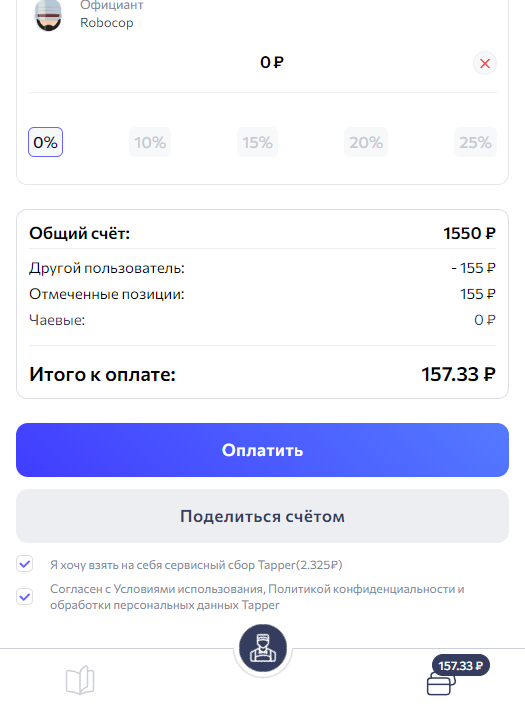 Официант
Robocop
0 ₽
0%
10%
15%
20%
25%
Общий счёт:
1550 ₽
Другой пользователь:
- 155 ₽
Отмеченные позиции:
155 ₽
Чаевые:
0 ₽
Итого к оплате:
157.33 ₽
Оплатить
Поделиться счётом
Я хочу взять на себя сервисный сбор Tapper(2.325₽)
Согласен с Условиями использования, Политикой конфиденциальности и
обработки персональных данных Tapper
157.33 ₽